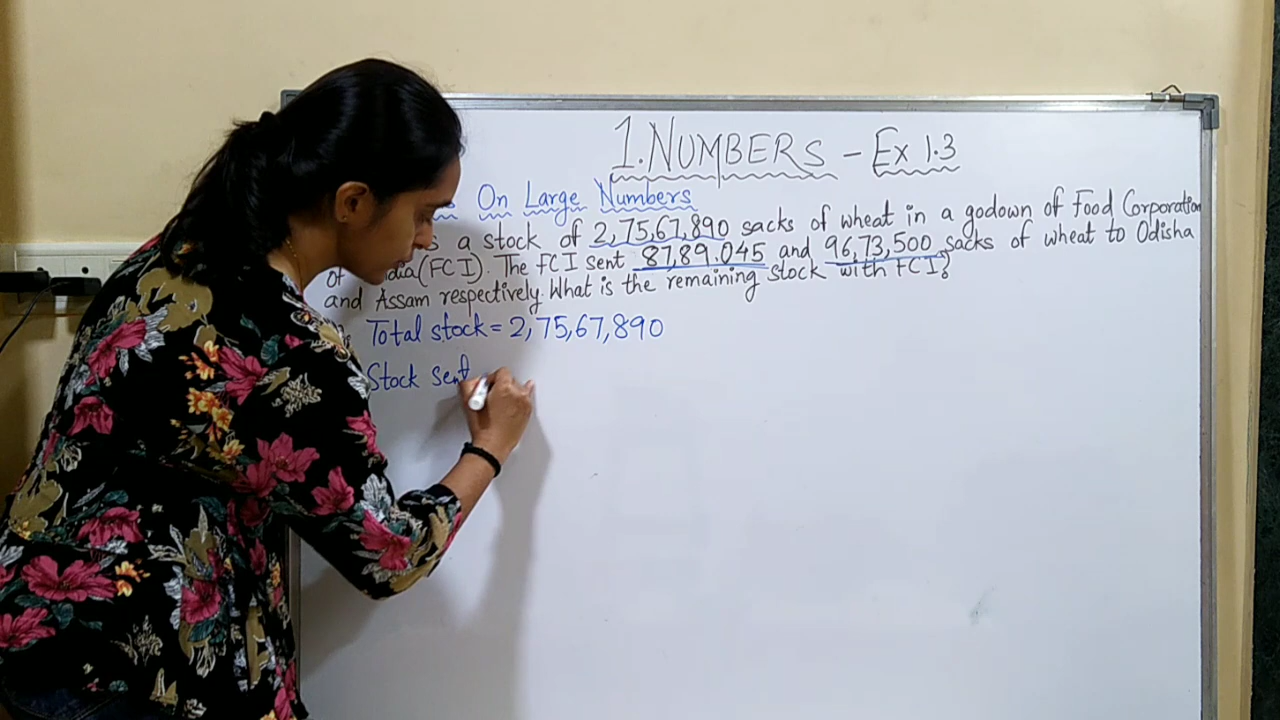 1. NUMBERS - Ex 1.3
On Large Numbers
a stock of 2,75,67,890 sacks of wheat in a godown of Food Corporation
of (FCI). The FCI sent 87,89,045 and 96,73,500 sacks of wheat to Odisha
and Assam respectively. What is the remaining stock with FCI?
Total stock = 2,75,67,890
Stock sent